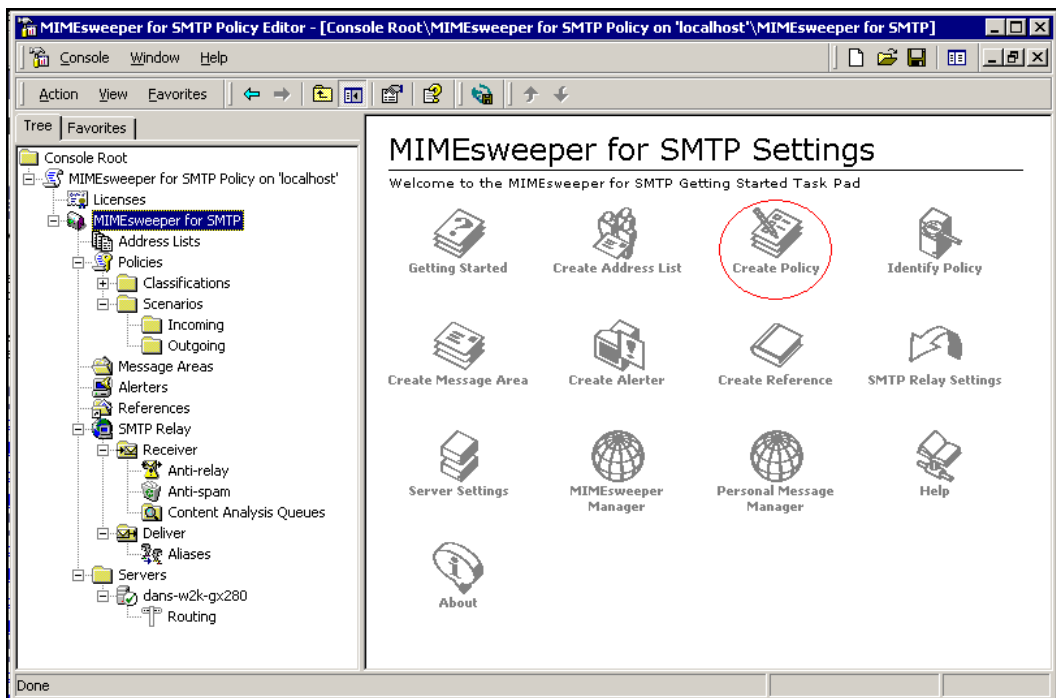 MIMEsweeper for SMTP Policy Editor - [Console Root\MIMEsweeper for SMTP Policy on 'localhost'\MIMEsweeper for SMTP]
Console Window Help
Action View Favorites
Tree Favorites
Console Root
MIMEsweeper for SMTP Policy on 'localhost'
Licenses
MIMEsweeper for SMTP
Address Lists
Policies
Classifications
Scenarios
Incoming
Outgoing
Message Areas
Alerters
References
SMTP Relay
Receiver
Anti-relay
Anti-spam
Content Analysis Queues
Deliver
Aliases
Servers
dans-w2k-gx280
Routing
MIMEsweeper for SMTP Settings
Welcome to the MIMEsweeper for SMTP Getting Started Task Pad
Getting Started
Create Address List
Create Policy
Identify Policy
Create Message Area
Create Alerter
Create Reference
SMTP Relay Settings
Server Settings
MIMEsweeper
Manager
Personal Message
Manager
Help
About
Done